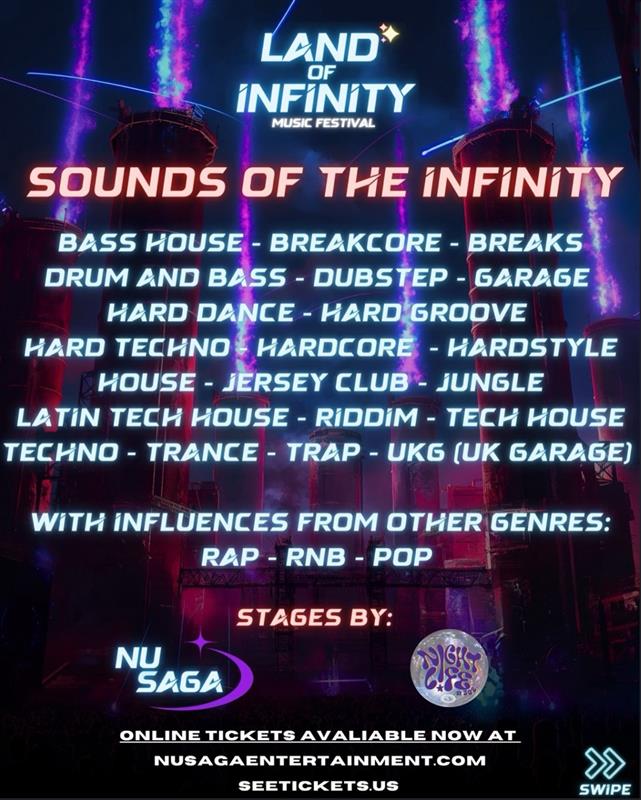 LAND
OF
INFINITY
MUSIC FESTIVAL
SOUNDS OF THE INFINITY
BASS HOUSE - BREAKCORE - BREAKS
DRUM AND BASS - DUBSTEP - GARAGE
HARD DANCE - HARD GROOVE
HARD TECHNO - HARDCORE - HARDSTYLE
HOUSE - JERSEY CLUB - JUNGLE
LATIN TECH HOUSE - RIDDIM - TECH HOUSE
TECHNO - TRANCE - TRAP - UKG (UK GARAGE)
WITH INFLUENCES FROM OTHER GENRES:
RAP - RNB - POP
STAGES BY:
NU
SAGA
NIGHT
LIFE
ONLINE TICKETS AVALIABLE NOW AT
NUSAGAENTERTAINMENT.COM
SEETICKETS.US
SWIPE